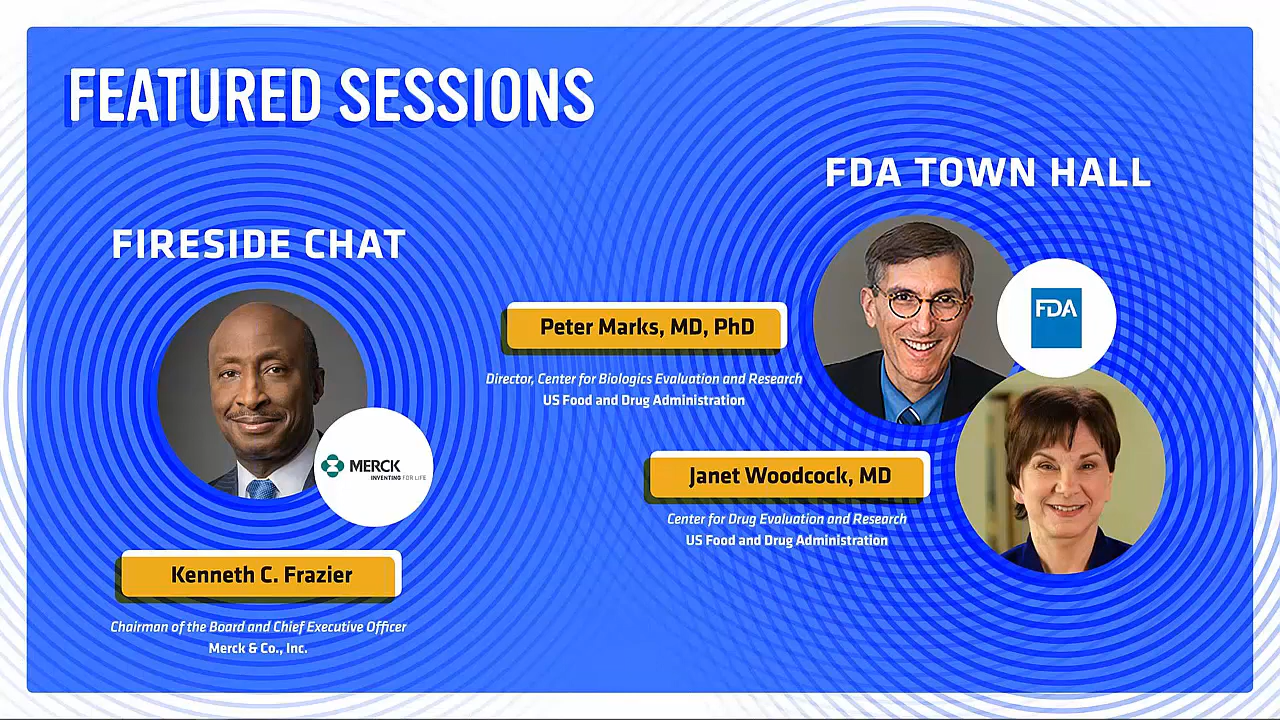 FEATURED SESSIONS
FIRESIDE CHAT
MERCK
INVENTING FOR LIFE
Kenneth C. Frazier
Chairman of the Board and Chief Executive Officer
Merck & Co., Inc.
FDA TOWN HALL
FDA
Peter Marks, MD, PhD
Director, Center for Biologics Evaluation and Research
US Food and Drug Administration
Janet Woodcock, MD
Center for Drug Evaluation and Research
US Food and Drug Administration